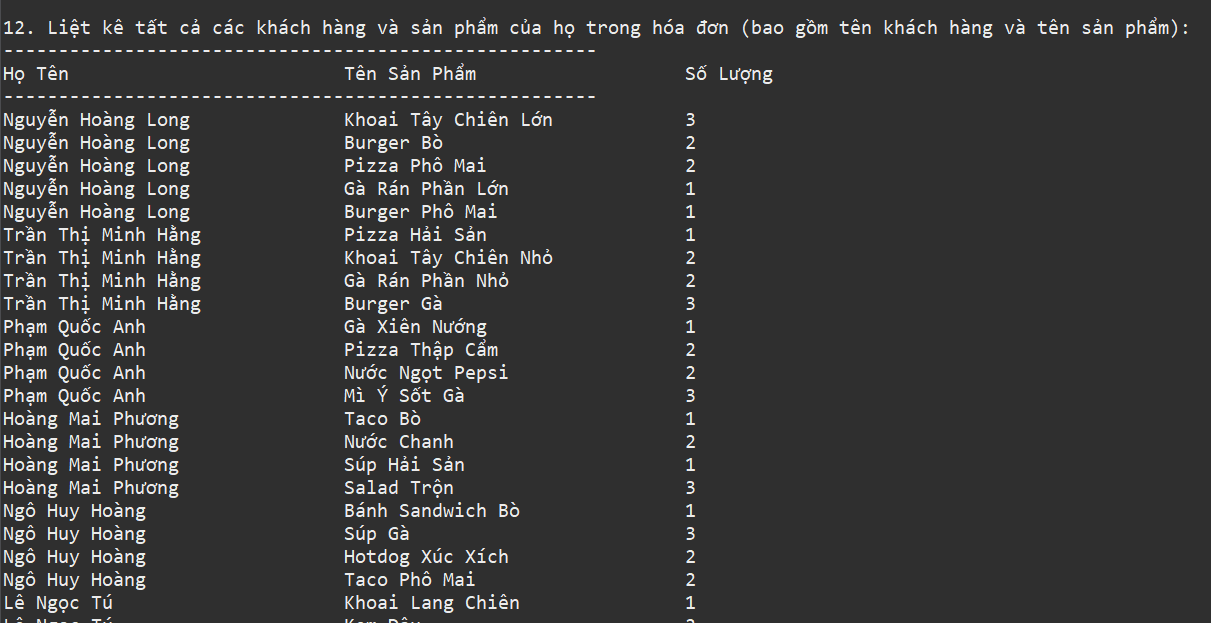 12. Liệt kê tất cả các khách hàng và sản phẩm của họ trong hóa đơn (bao gồm tên khách hàng và tên sản phẩm):
------------------------------------------------------
Họ Tên Tên Sản Phẩm Số Lượng
------------------------------------------------------
Nguyễn Hoàng Long Khoai Tây Chiên Lớn 3
Nguyễn Hoàng Long Burger Bò 2
Nguyễn Hoàng Long Pizza Phô Mai 2
Nguyễn Hoàng Long Gà Rán Phần Lớn 1
Nguyễn Hoàng Long Burger Phô Mai 1
Trần Thị Minh Hằng Pizza Hải Sản 1
Trần Thị Minh Hằng Khoai Tây Chiên Nhỏ 2
Trần Thị Minh Hằng Gà Rán Phần Nhỏ 2
Trần Thị Minh Hằng Burger Gà 3
Phạm Quốc Anh Gà Xiên Nướng 1
Phạm Quốc Anh Pizza Thập Cẩm 2
Phạm Quốc Anh Nước Ngọt Pepsi 2
Phạm Quốc Anh Mì Ý Sốt Gà 3
Hoàng Mai Phương Taco Bò 1
Hoàng Mai Phương Nước Chanh 2
Hoàng Mai Phương Súp Hải Sản 1
Hoàng Mai Phương Salad Trộn 3
Ngô Huy Hoàng Bánh Sandwich Bò 1
Ngô Huy Hoàng Súp Gà 3
Ngô Huy Hoàng Hotdog Xúc Xích 2
Ngô Huy Hoàng Taco Phô Mai 2
Lê Ngọc Tú Khoai Lang Chiên 1